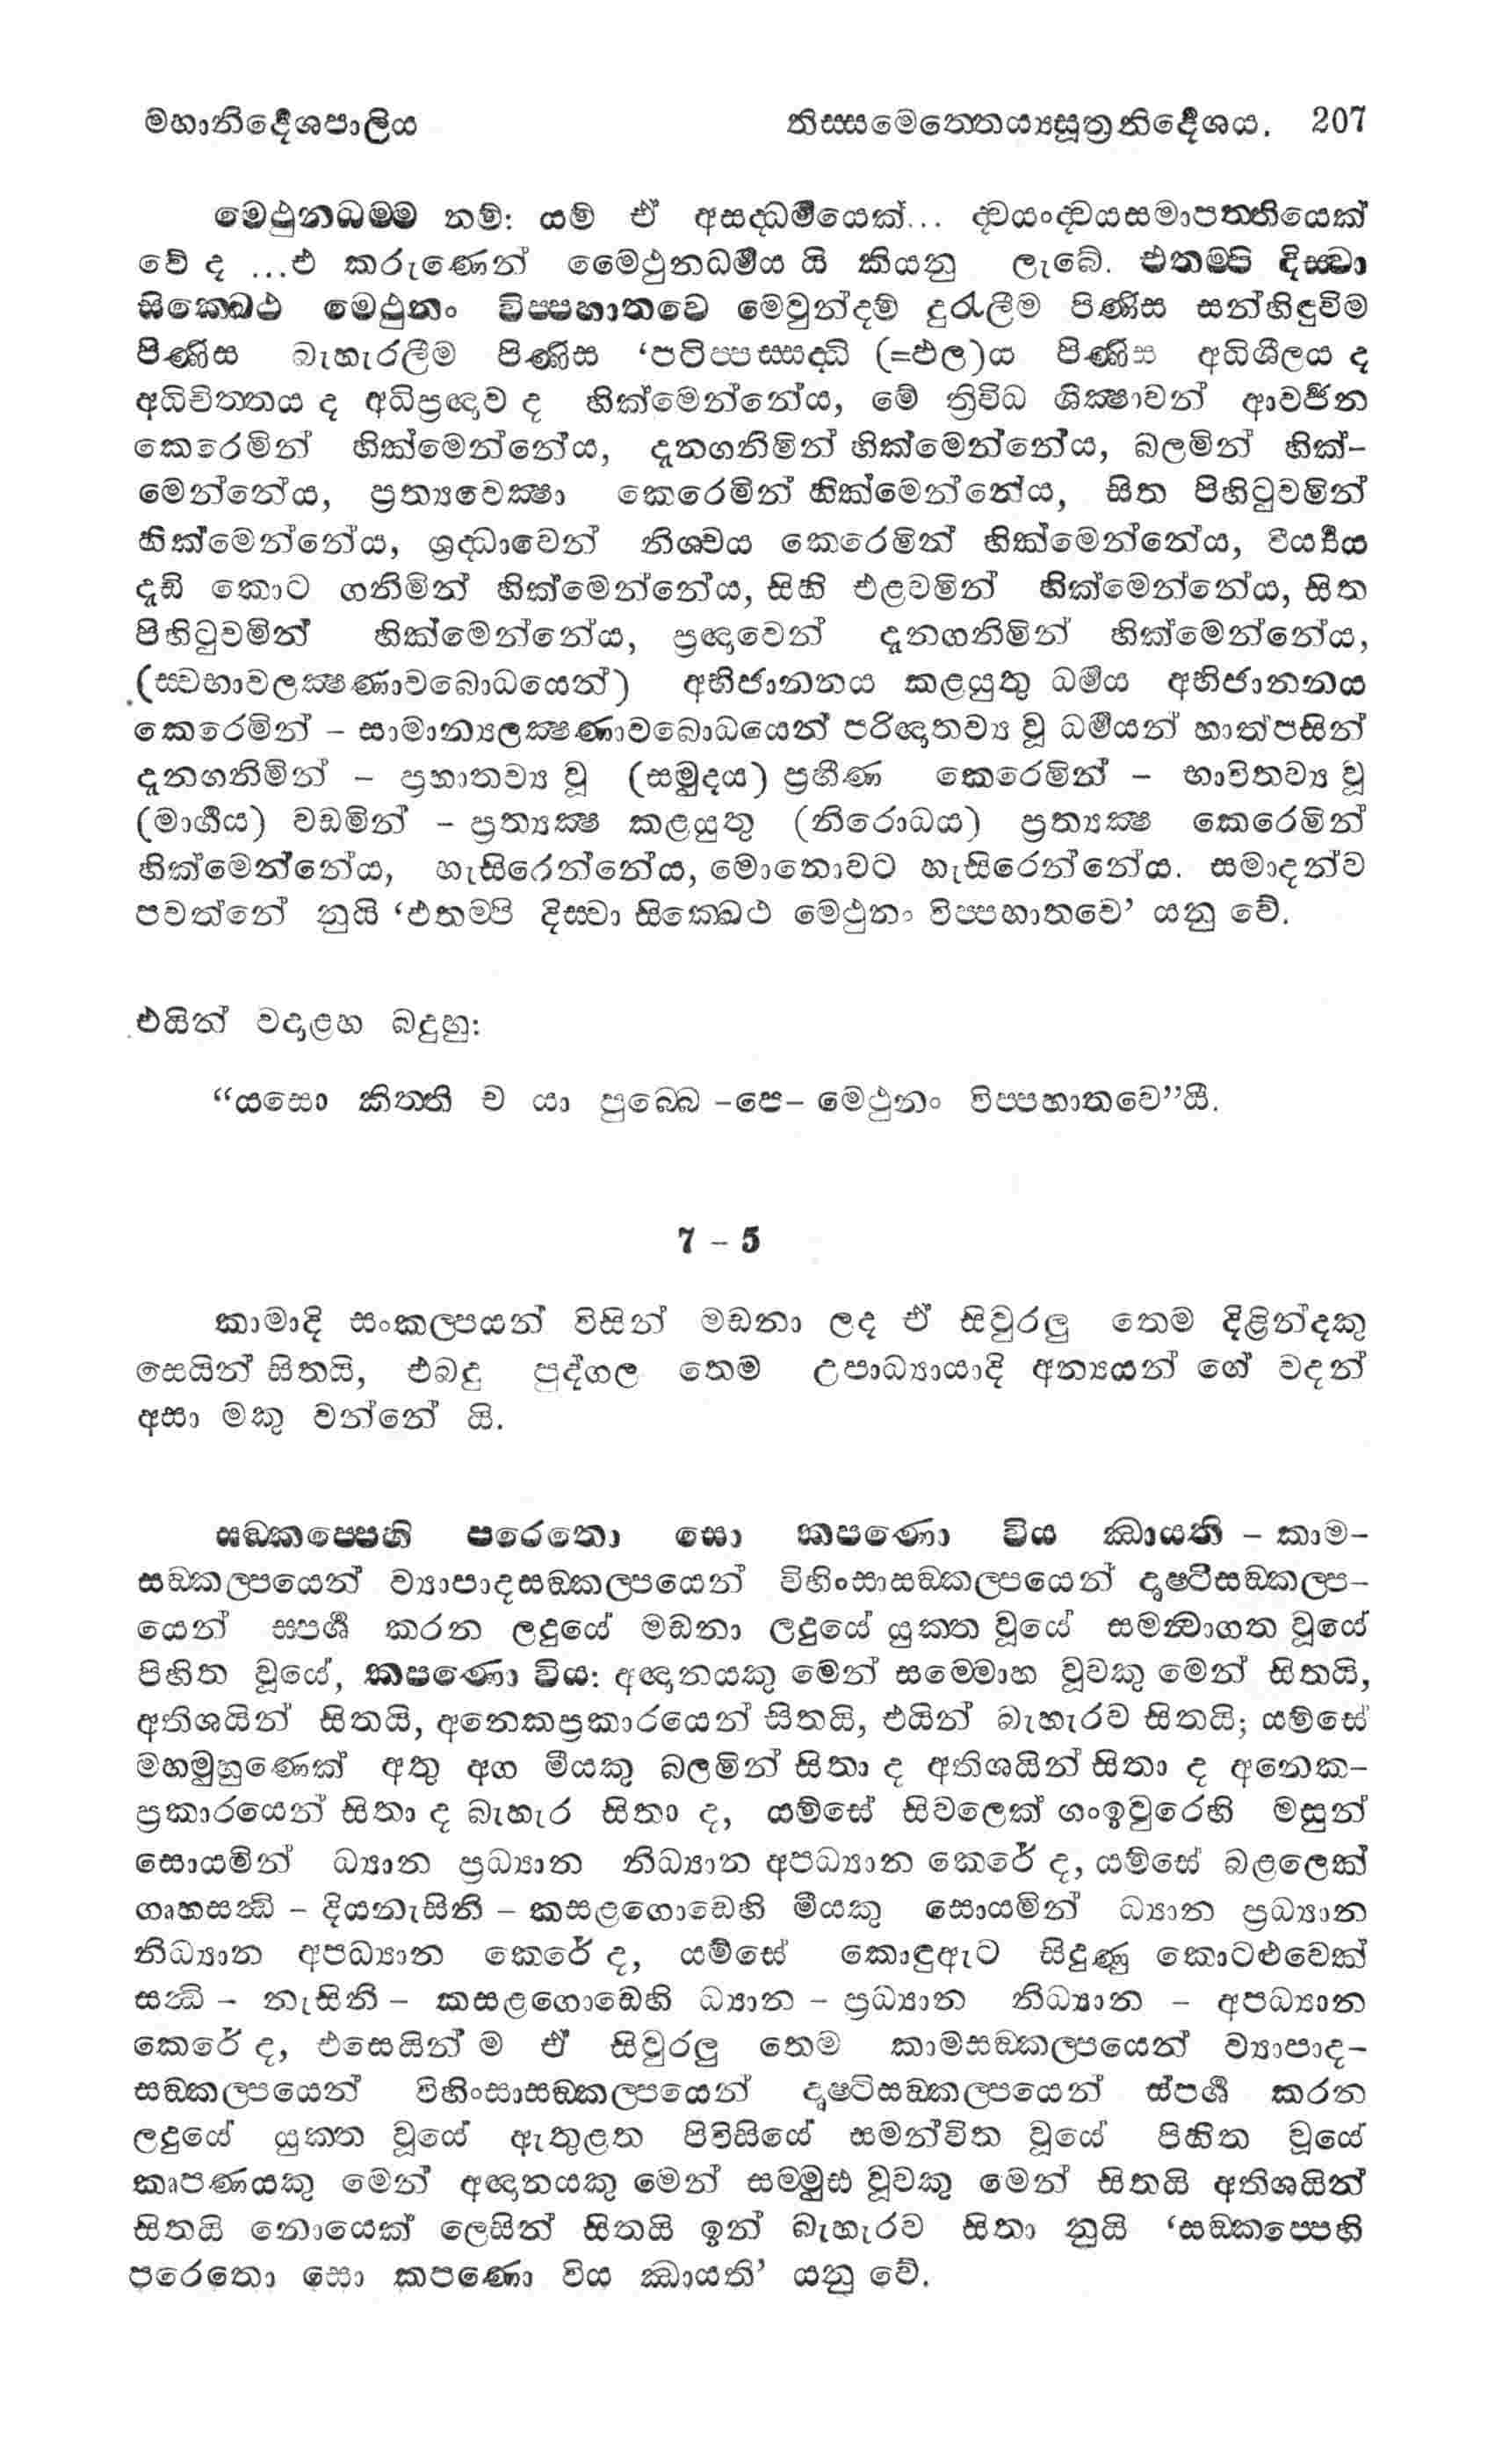 මහානිර්දේශපාලිය තිස්සමෙත්තෙය්‍යසූත්‍රනිර්දේශය. 207
මෙථුනධම්ම නම්: යම් ඒ අසද්ධර්මයෙක්... ද්වයංද්වයසමාපත්තියෙක්
වේ ද ...එ කරුණෙන් මෛථුනධර්මය යි කියනු ලැබේ. එතම්පි දිස්වා
සික්ඛෙථ මෙථුනං විප්පහාතවෙ මෙවුන්දම් දුරැලීම පිණිස සන්හිඳුවීම
පිණිස බැහැරලීම පිණිස ‘පටිප්පස්සද්ධි (=ඵල)ය පිණිස අධිශීලය ද
අධිචිත්තය ද අධිප්‍රඥාව ද හික්මෙන්නේය, මේ ත්‍රිවිධ ශික්‍ෂාවන් ආවර්ජන
කෙරෙමින් හික්මෙන්නේය, දැනගනිමින් හික්මෙන්නේය, බලමින් හික්-
මෙන්නේය, ප්‍රත්‍යවෙක්‍ෂා කෙරෙමින් හික්මෙන්නේය, සිත පිහිටුවමින්
හික්මෙන්නේය, ශ්‍රද්ධාවෙන් නිශ්චය කෙරෙමින් හික්මෙන්නේය, වීර්‍ය්‍යය
දැඩි කොට ගනිමින් හික්මෙන්නේය, සිහි එළවමින් හික්මෙන්නේය, සිත
පිහිටුවමින් හික්මෙන්නේය, ප්‍රඥාවෙන් දැනගනිමින් හික්මෙන්නේය,
(ස්වභාවලක්‍ෂණාවබොධයෙන්) අභිජානනය කළයුතු ධර්මය අභිජානනය
කෙරෙමින් – සාමාන්‍යලක්‍ෂණාවබොධයෙන් පරිඥාතව්‍ය වූ ධර්මයන් හාත්පසින්
දැනගනිමින් – ප්‍රහාතව්‍ය වූ (සමුදය) ප්‍රහීණ කෙරෙමින් – භාවිතව්‍ය වූ
(මාර්ගය) වඩමින් – ප්‍රත්‍යක්‍ෂ කළයුතු (නිරොධය) ප්‍රත්‍යක්‍ෂ කෙරෙමින්
හික්මෙන්නේය, හැසිරෙන්නේය, මොනොවට හැසිරෙන්නේය. සමාදන්ව
පවත්නේ නුයි ‘එතම්පි දිස්වා සික්ඛෙථ මෙථුනං විප්පහාතවෙ’ යනු වේ.
එයින් වදාළහ බදුහු:
“යසො කිත්ති ච යා පුබ්බෙ –පෙ– මෙථුනං විප්පහාතවෙ”යී.
7 – 5
කාමාදි සංකල්පයන් විසින් මඩනා ලද ඒ සිවුරලු තෙම දිළින්දකු
සෙයින් සිතයි, එබදු පුද්ගල තෙම උපාධ්‍යායාදි අන්‍යයන් ගේ වදන්
අසා මකු වන්නේ යි.
සඞ්කප්පෙහි පරෙතො සො කපණො විය ඣායති – කාම-
සඞ්කල්පයෙන් ව්‍යාපාදසඞ්කල්පයෙන් විහිංසාසඞ්කල්පයෙන් දෘෂ්ටිසඞ්කල්ප-
යෙන් ස්පර්ශ කරන ලදුයේ මඩනා ලදුයේ යුක්ත වූයේ සමන්වාගත වූයේ
පිහිත වූයේ, කපණො විය: අඥානයකු මෙන් සම්මොහ වූවකු මෙන් සිතයි,
අතිශයින් සිතයි, අනෙකප්‍රකාරයෙන් සිතයි, එයින් බැහැරව සිතයි; යම්සේ
මහමුහුණෙක් අතු අග මීයකු බලමින් සිතා ද අතිශයින් සිතා ද අනෙක-
ප්‍රකාරයෙන් සිතා ද බැහැර සිතා ද, යම්සේ සිවලෙක් ගංඉවුරෙහි මසුන්
සොයමින් ධ්‍යාන ප්‍රධ්‍යාන නිධ්‍යාන අපධ්‍යාන කෙරේ ද, යම්සේ බළලෙක්
ගෘහසන්ධි – දියනැසිති – කසළගොඩෙහි මීයකු සොයමින් ධ්‍යාන ප්‍රධ්‍යාන
නිධ්‍යාන අපධ්‍යාන කෙරේ ද, යම්සේ කොඳුඇට සිදුණු කොටළුවෙක්
සන්ධි – නැසිති – කසළගොඩෙහි ධ්‍යාන – ප්‍රධ්‍යාන නිධ්‍යාන – අපධ්‍යාන
කෙරේ ද, එසෙයින් ම ඒ සිවුරලු තෙම කාමසඞ්කල්පයෙන් ව්‍යාපාද-
සඞ්කල්පයෙන් විහිංසාසඞ්කල්පයෙන් දෘෂ්ටිසඞ්කල්පයෙන් ස්පර්ශ කරන
ලදුයේ යුක්ත වූයේ ඇතුළත පිවිසියේ සමන්විත වූයේ පිහිත වූයේ
කෘපණයකු මෙන් අඥානයකු මෙන් සම්මුඪ වූවකු මෙන් සිතයි අතිශයින්
සිතයි නොයෙක් ලෙසින් සිතයි ඉන් බැහැරව සිතා නුයි ‘සඞ්කප්පෙහි
පරෙතො සො කපණො විය ඣායති’ යනු වේ.